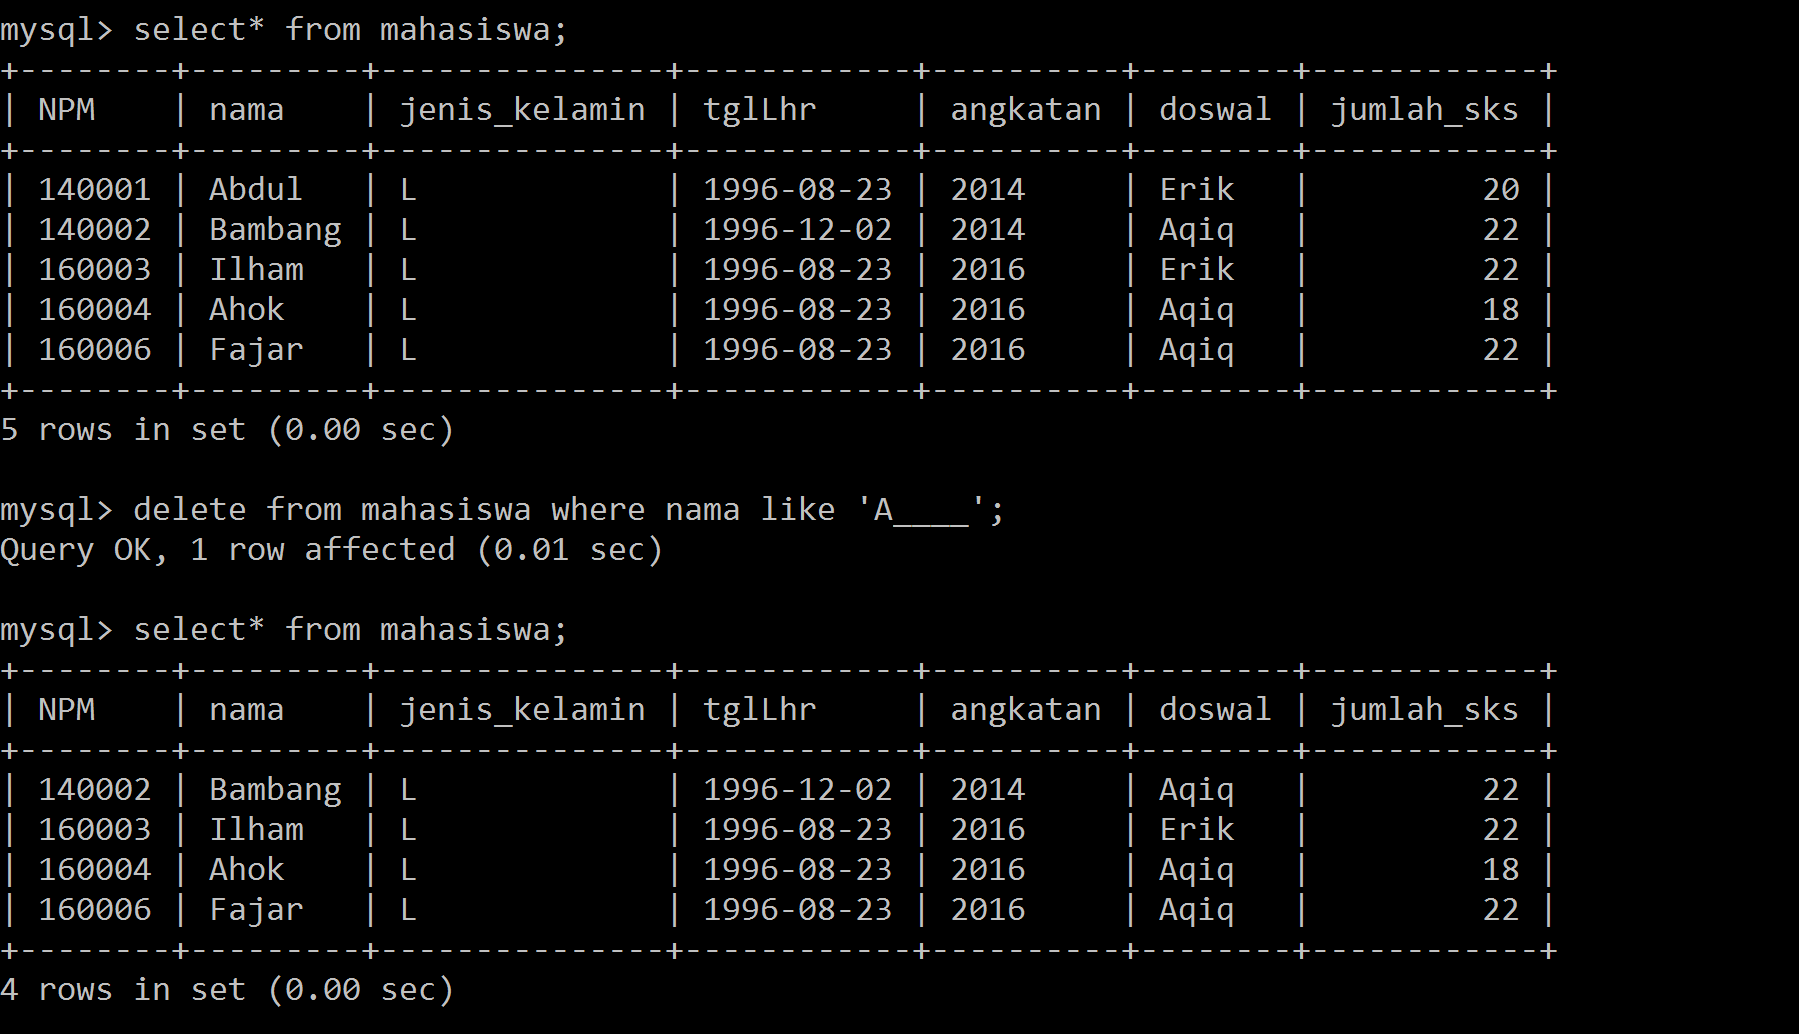 mysql> select* from mahasiswa;
+--------+---------+---------------+------------+----------+--------+------------+
| NPM    | nama    | jenis_kelamin | tglLhr     | angkatan | doswal | jumlah_sks |
+--------+---------+---------------+------------+----------+--------+------------+
| 140001 | Abdul   | L             | 1996-08-23 | 2014     | Erik   |         20 |
| 140002 | Bambang | L             | 1996-12-02 | 2014     | Aqiq   |         22 |
| 160003 | Ilham   | L             | 1996-08-23 | 2016     | Erik   |         22 |
| 160004 | Ahok    | L             | 1996-08-23 | 2016     | Aqiq   |         18 |
| 160006 | Fajar   | L             | 1996-08-23 | 2016     | Aqiq   |         22 |
+--------+---------+---------------+------------+----------+--------+------------+
5 rows in set (0.00 sec)

mysql> delete from mahasiswa where nama like 'A____';
Query OK, 1 row affected (0.01 sec)

mysql> select* from mahasiswa;
+--------+---------+---------------+------------+----------+--------+------------+
| NPM    | nama    | jenis_kelamin | tglLhr     | angkatan | doswal | jumlah_sks |
+--------+---------+---------------+------------+----------+--------+------------+
| 140002 | Bambang | L             | 1996-12-02 | 2014     | Aqiq   |         22 |
| 160003 | Ilham   | L             | 1996-08-23 | 2016     | Erik   |         22 |
| 160004 | Ahok    | L             | 1996-08-23 | 2016     | Aqiq   |         18 |
| 160006 | Fajar   | L             | 1996-08-23 | 2016     | Aqiq   |         22 |
+--------+---------+---------------+------------+----------+--------+------------+
4 rows in set (0.00 sec)